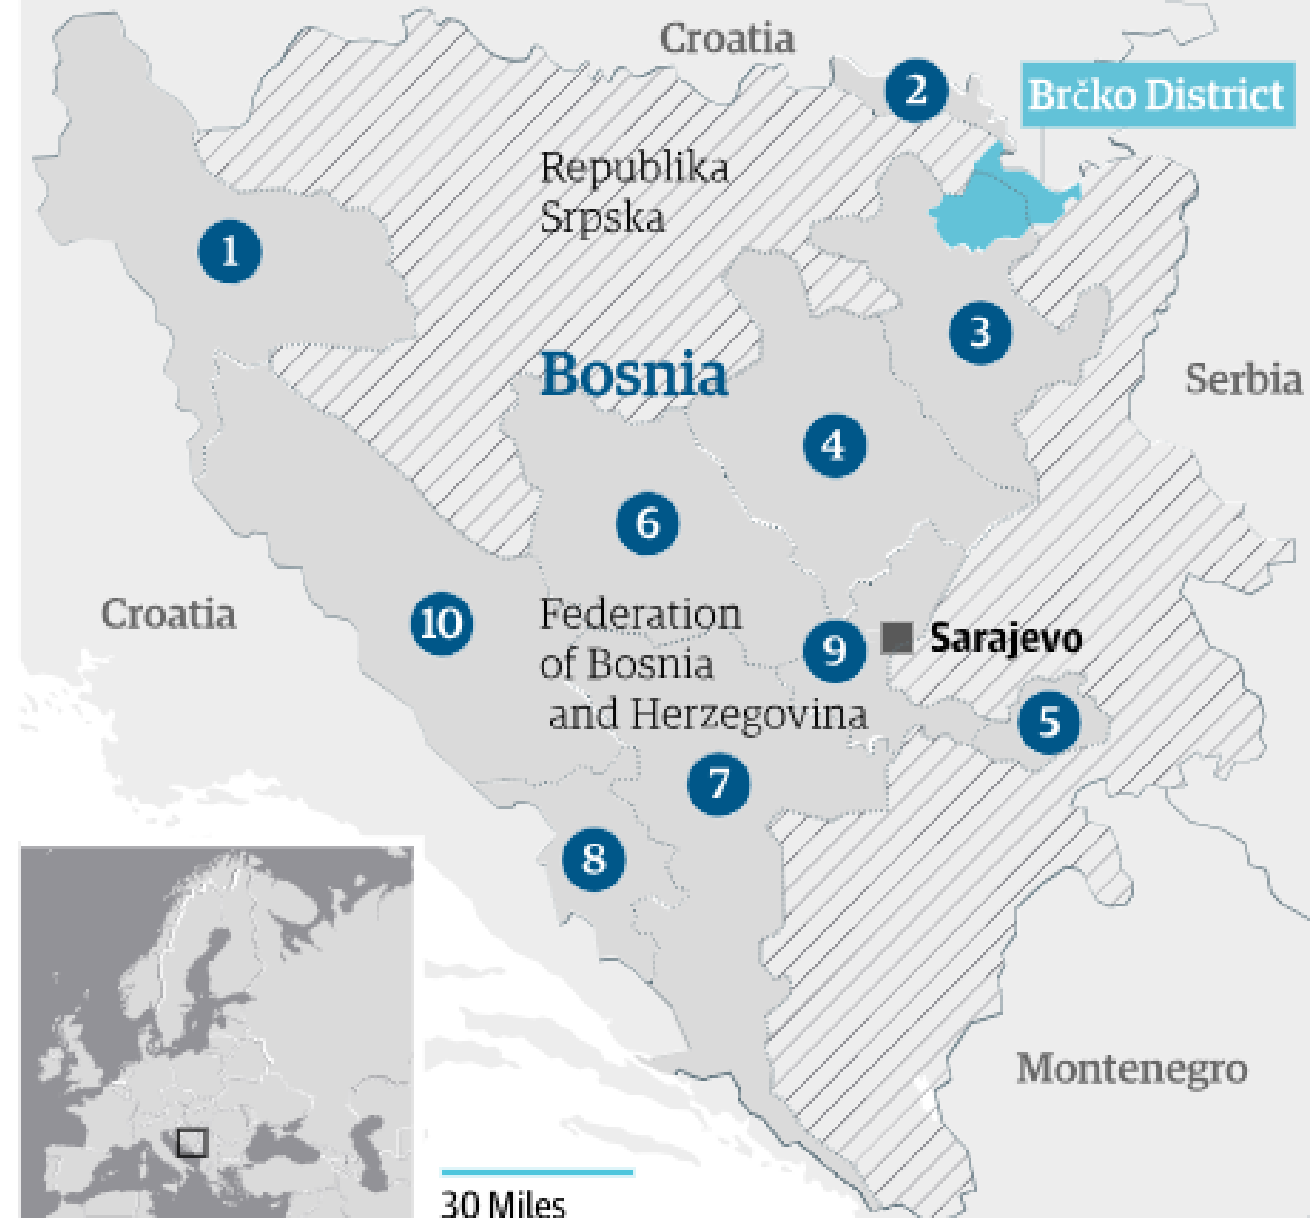 Croatia
2
Brčko District
Republika
Srpska
1
3
Bosnia
Serbia
4
6
Croatia
10
Federation
of Bosnia
and Herzegovina
9
Sarajevo
5
7
8
Montenegro
30 Miles